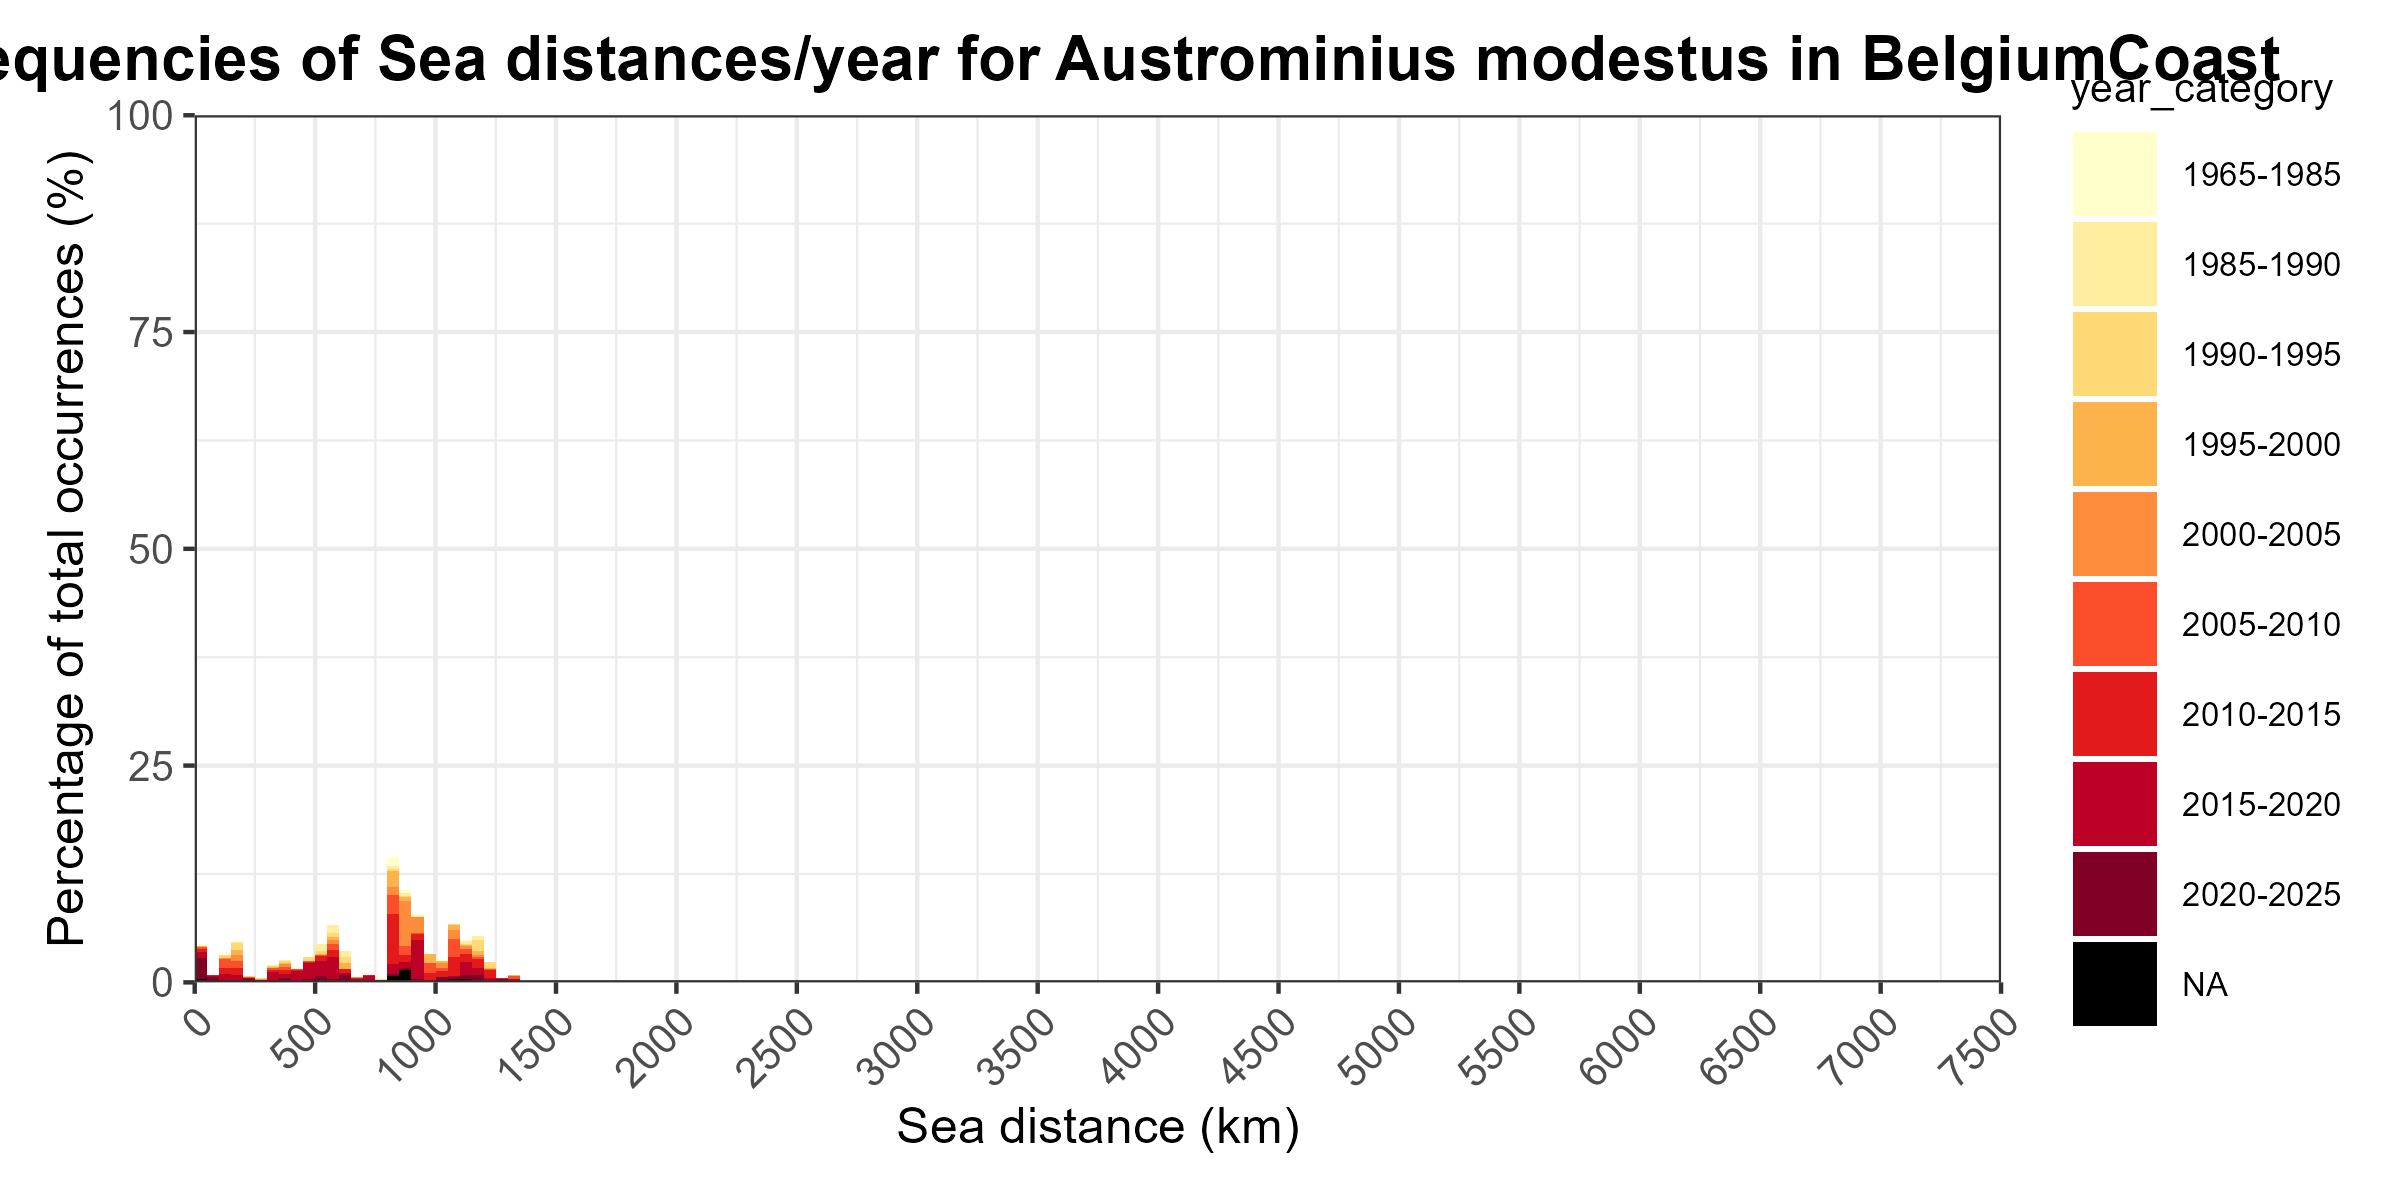 equencies of Sea distances/year for Austrominius modestus in BelgiumCoast
year_category
1965-1985
1985-1990
1990-1995
1995-2000
2000-2005
2005-2010
2010-2015
2015-2020
2020-2025
NA
Percentage of total occurrences (%)
100
75
50
25
0
0 500 1000 1500 2000 2500 3000 3500 4000 4500 5000 5500 6000 6500 7000 7500
Sea distance (km)